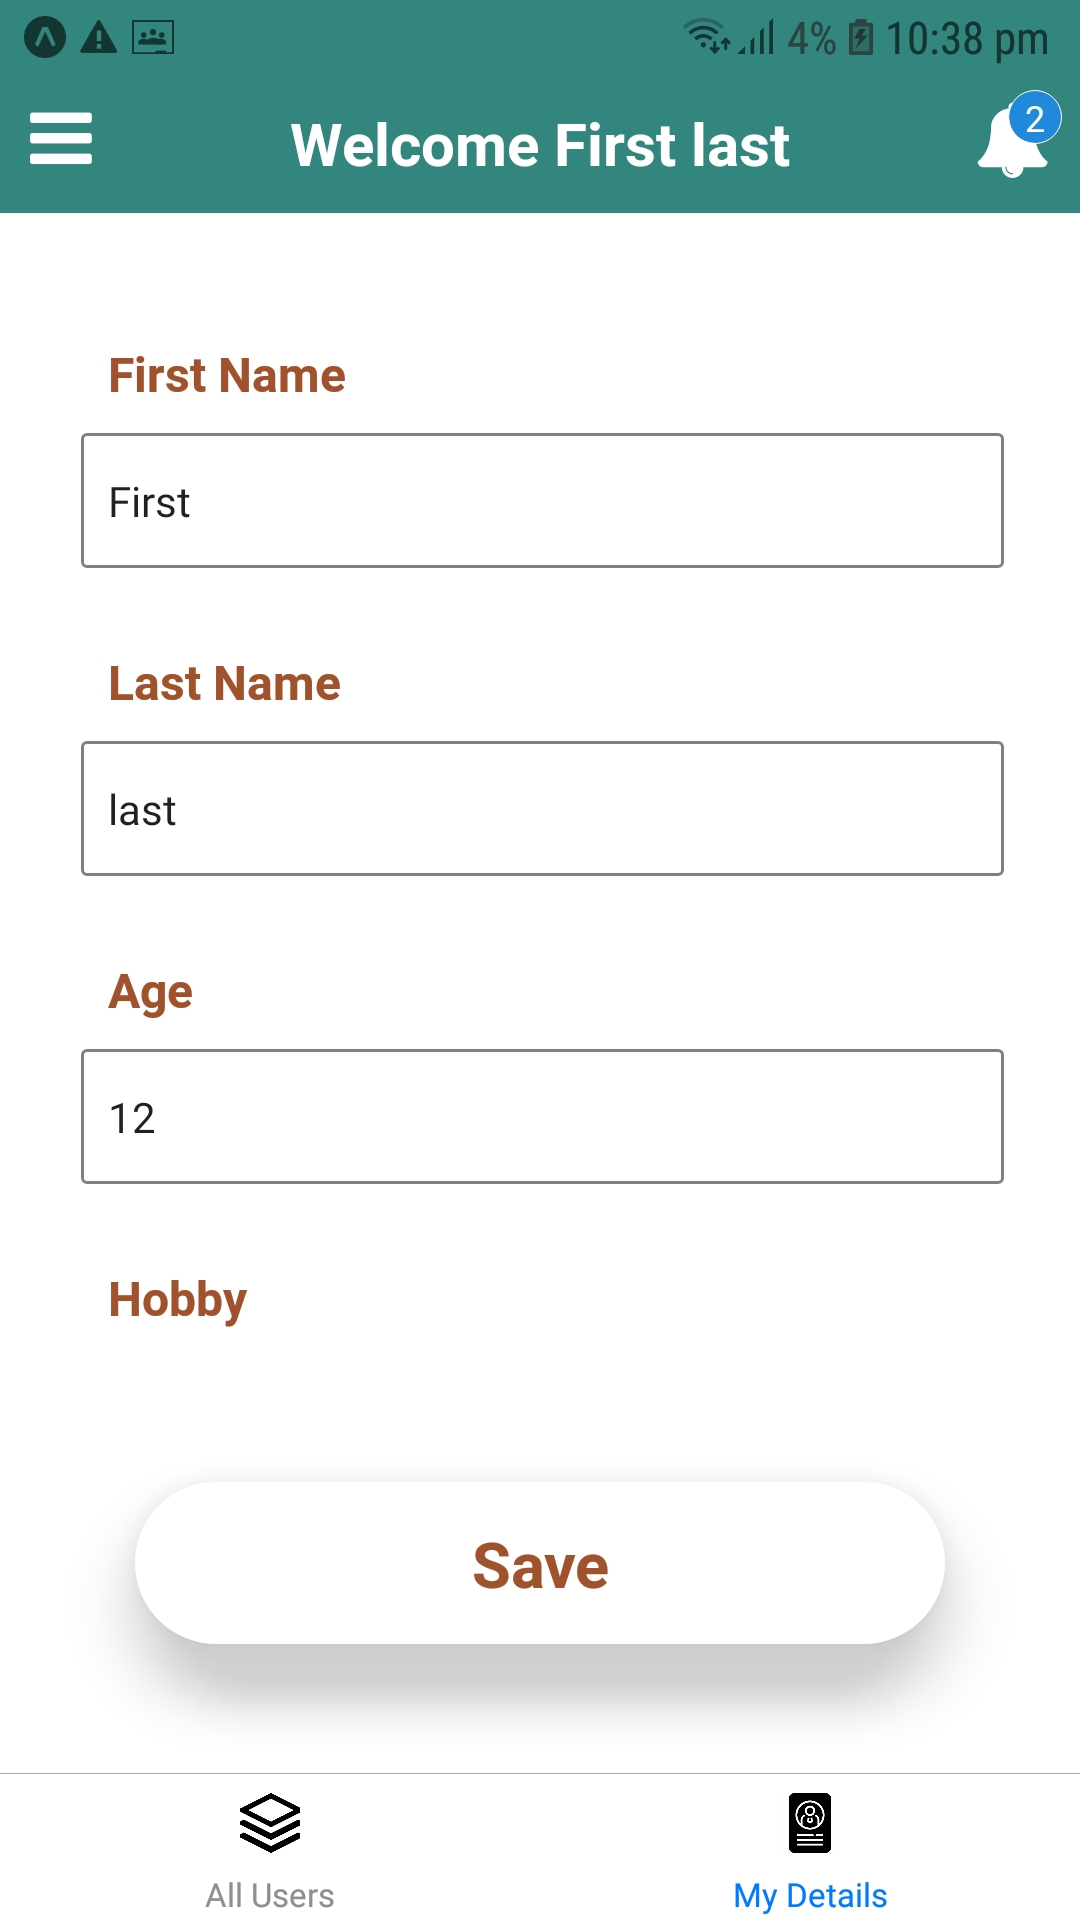 4% 10:38 pm
Welcome First last
2
First Name
First
Last Name
last
Age
12
Hobby
Save
All Users
My Details